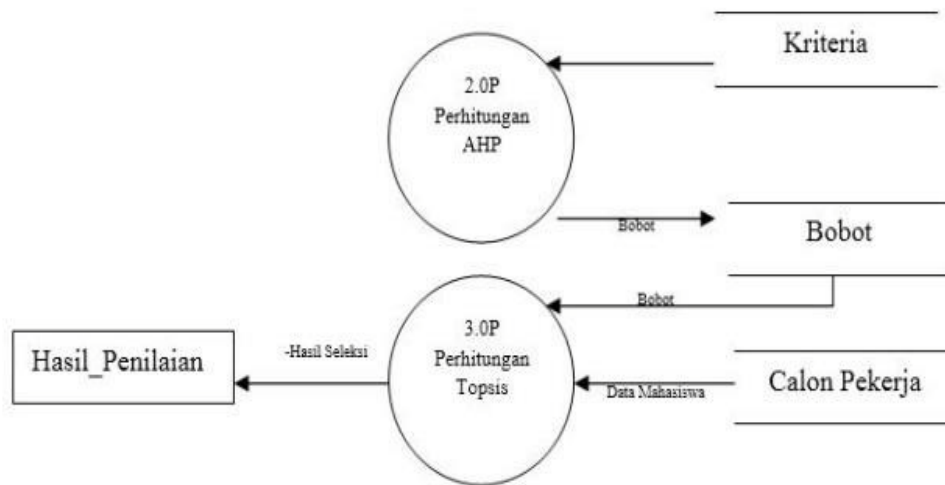 Kriteria
2.0P
Perhitungan
AHP
Bobot
Bobot
Bobot
3.0P
Perhitungan
Topsis
-Hasil Seleksi
Hasil_Penilaian
Data Mahasiswa
Calon Pekerja